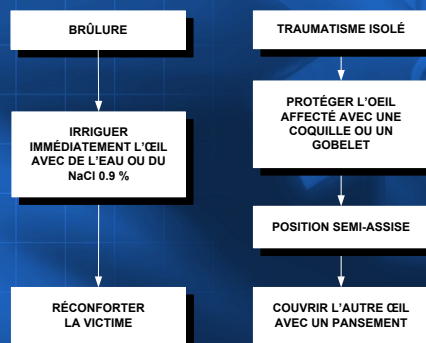 BRÛLURE
IRRIGUER
IMMÉDIATEMENT L'ŒIL
AVEC DE L'EAU OU DU
NaCl 0.9 %
RÉCONFORTER
LA VICTIME
TRAUMATISME ISOLÉ
PROTÉGER L'OEIL
AFFECTÉ AVEC UNE
COQUILLE OU UN
GOBELET
POSITION SEMI-ASSISE
COUVRIR L'AUTRE ŒIL
AVEC UN PANSEMENT